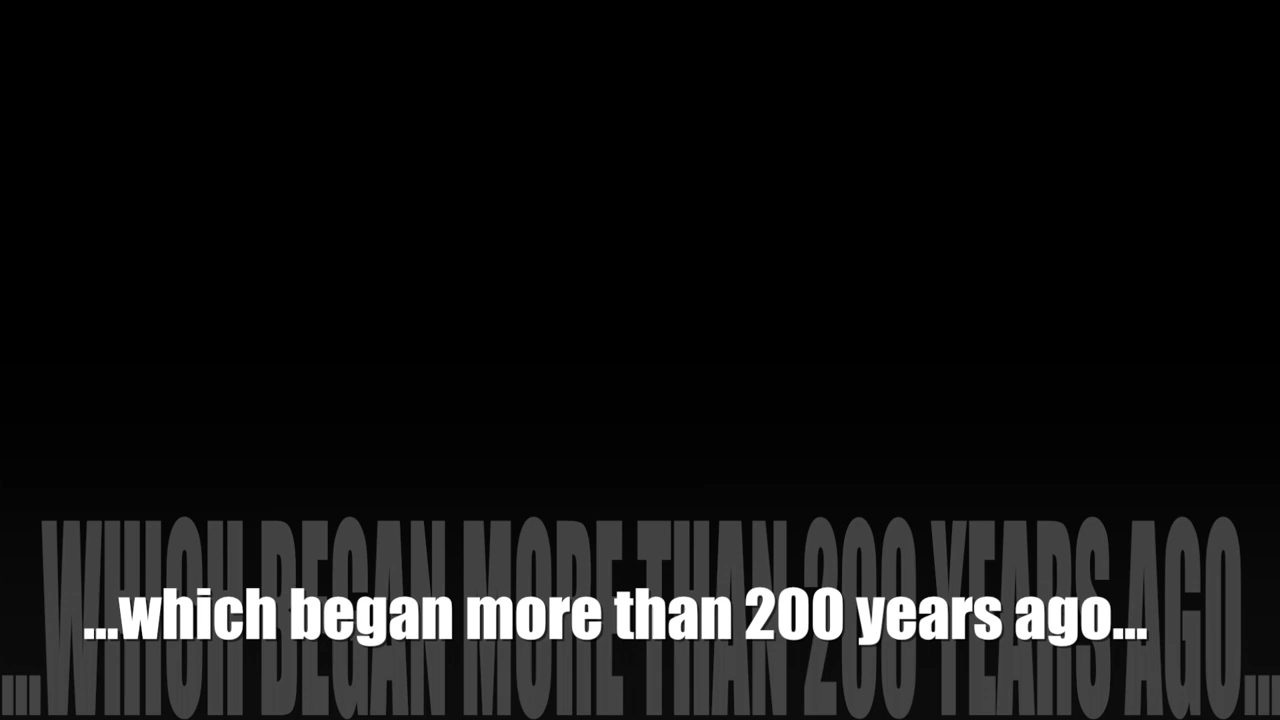 ...WHICH BEGAN MORE THAN 200 YEARS AGO...
...which began more than 200 years ago...